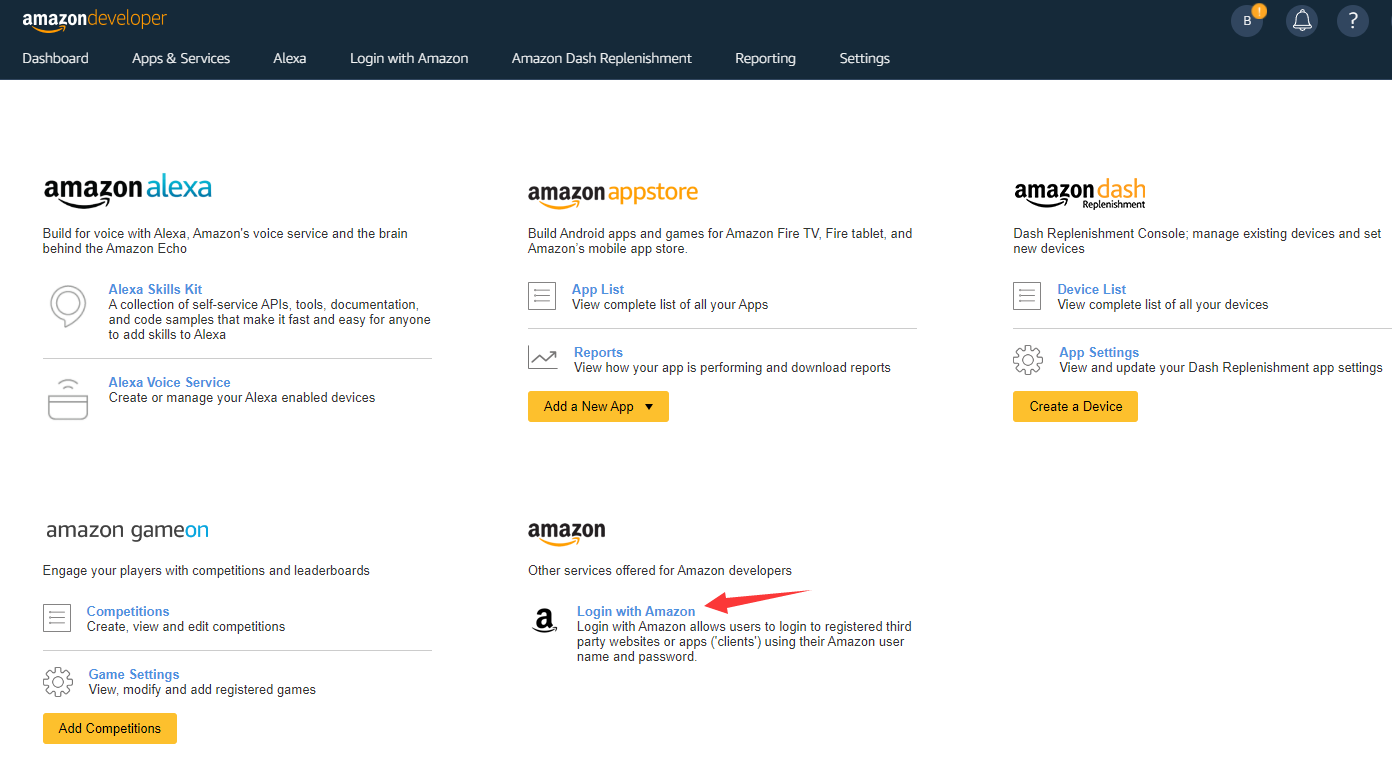 amazondeveloper
B
!
?
Dashboard
Apps & Services
Alexa
Login with Amazon
Amazon Dash Replenishment
Reporting
Settings
amazon alexa
Build for voice with Alexa, Amazon's voice service and the brain
behind the Amazon Echo
Alexa Skills Kit
A collection of self-service APIs, tools, documentation,
and code samples that make it fast and easy for anyone
to add skills to Alexa
Alexa Voice Service
Create or manage your Alexa enabled devices
amazon appstore
Build Android apps and games for Amazon Fire TV, Fire tablet, and
Amazon's mobile app store.
App List
View complete list of all your Apps
Reports
View how your app is performing and download reports
Add a New App
amazon dash
Replenishment
Dash Replenishment Console; manage existing devices and set
new devices
Device List
View complete list of all your devices
App Settings
View and update your Dash Replenishment app settings
Create a Device
amazon gameon
Engage your players with competitions and leaderboards
Competitions
Create, view and edit competitions
Game Settings
View, modify and add registered games
Add Competitions
amazon
Other services offered for Amazon developers
a
Login with Amazon
Login with Amazon allows users to login to registered third
party websites or apps ('clients') using their Amazon user
name and password.